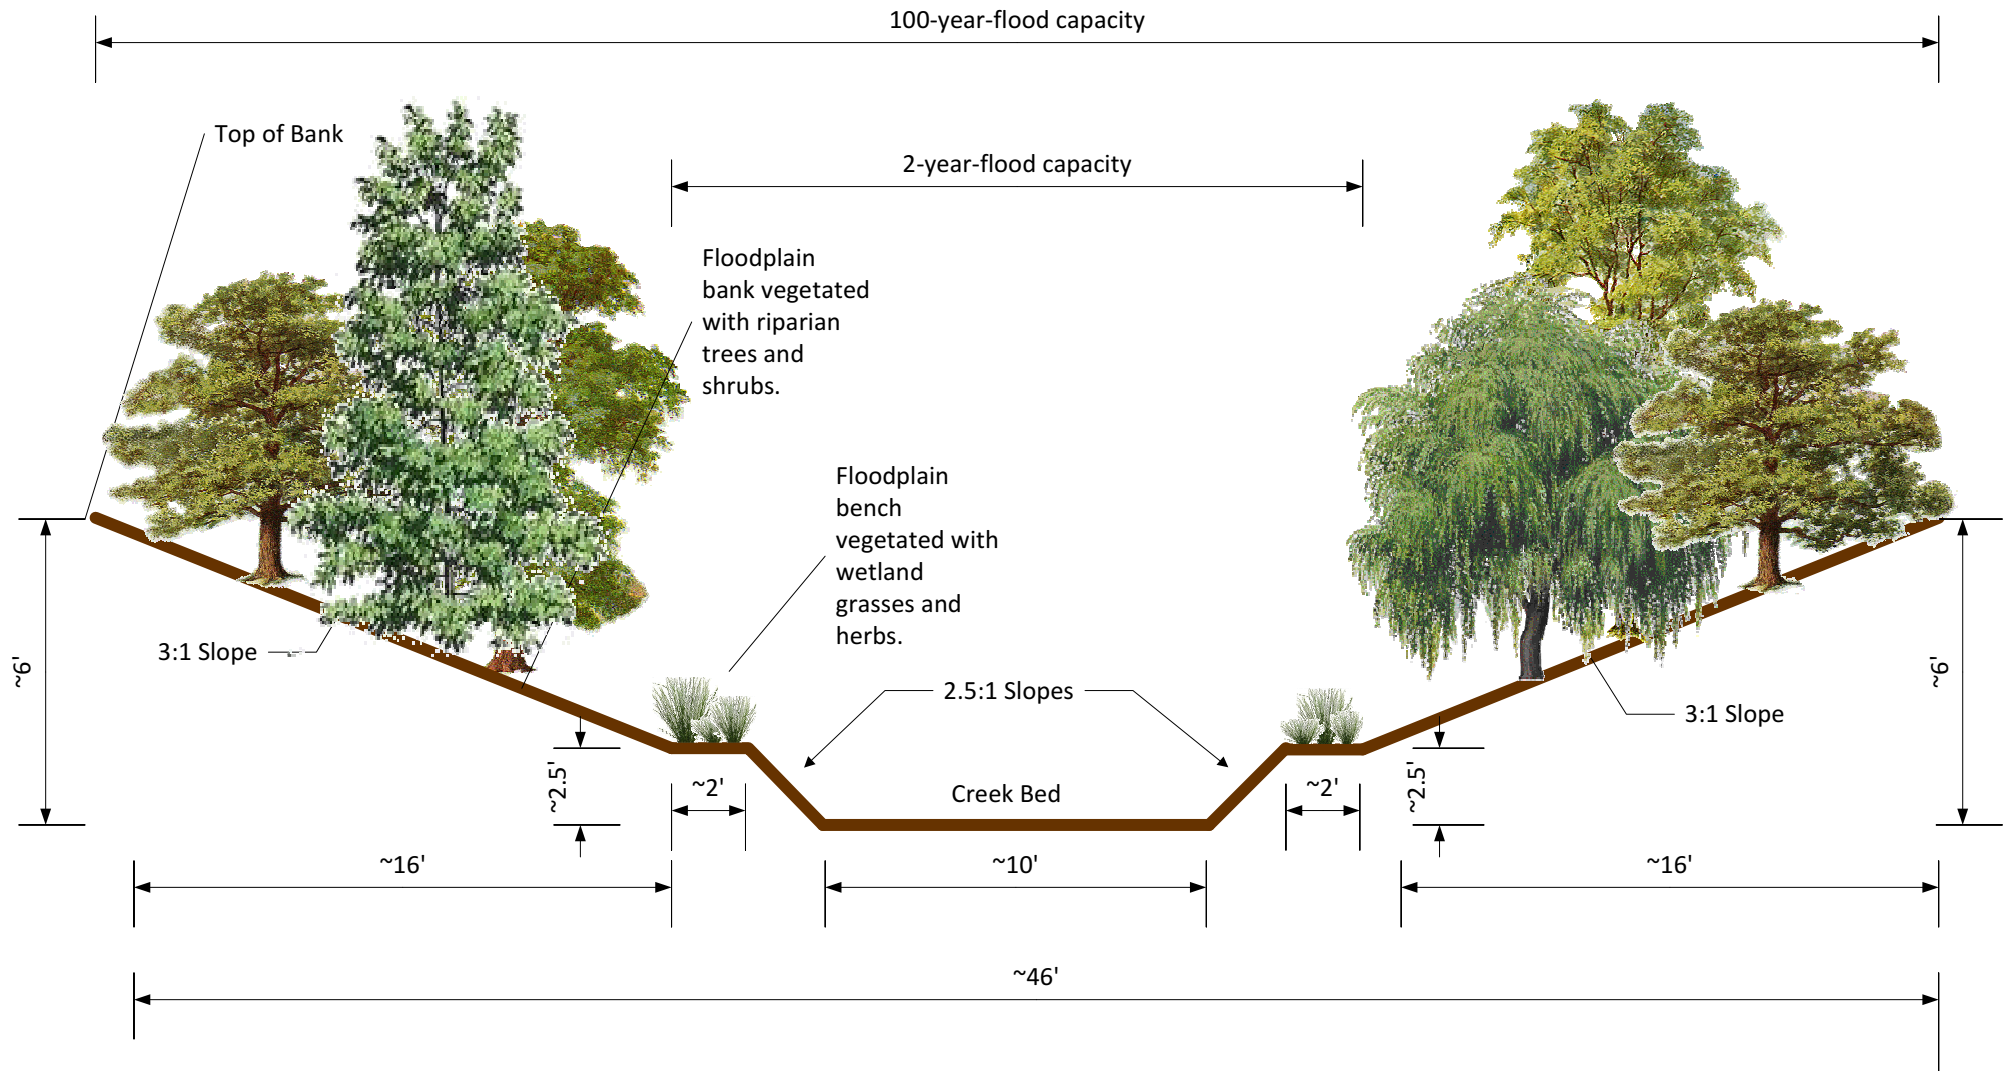 100-year-flood capacity
Top of Bank
2-year-flood capacity
Floodplain
bank vegetated
with riparian
trees and
shrubs.
Floodplain
bench
vegetated with
wetland
grasses and
herbs.
3:1 Slope
2.5:1 Slopes
3:1 Slope
~6'
~6'
~2.5'
~2'
Creek Bed
~2'
~2.5'
~16'
~10'
~16'
~46'